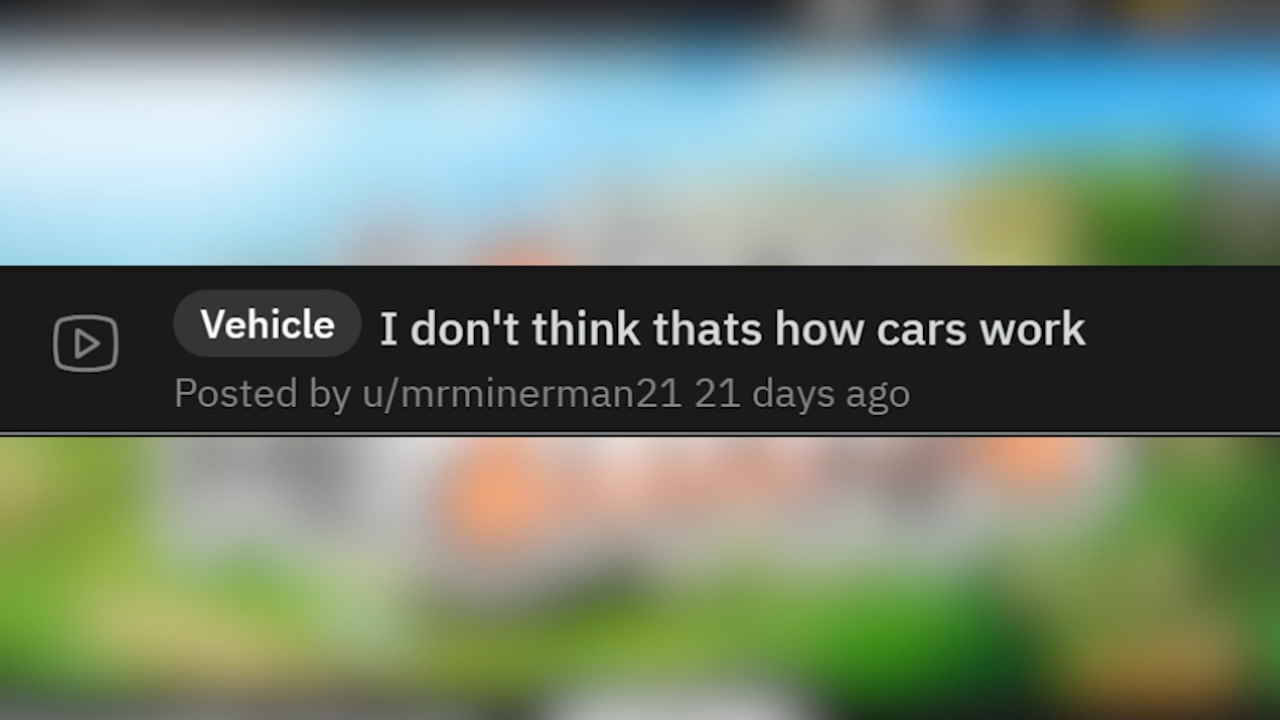 Vehicle I don't think thats how cars work
Posted by u/mrminerman21 21 days ago